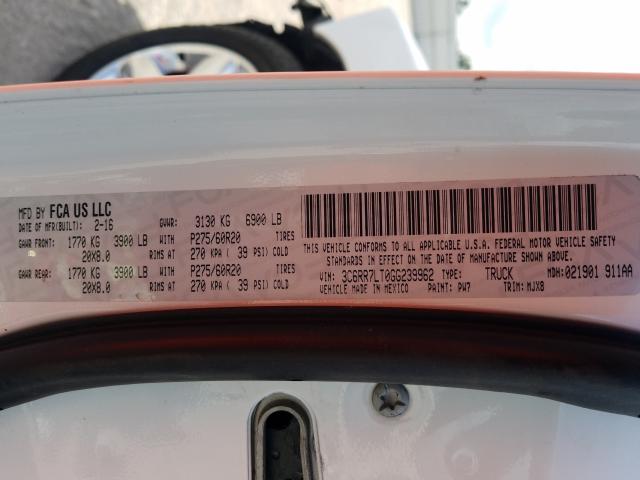 MFD BY FCA US LLC
DATE OF MFR(BUILT): 2-16 GVWR: 3130 KG 6900 LB
GAWR FRONT: 1770 KG 3900 LB WITH P275/60R20 TIRES
20X8.0 RIMS AT 270 KPA ( 39 PSI) COLD
GAWR REAR: 1770 KG 3900 LB WITH P275/60R20 TIRES
20X8.0 RIMS AT 270 KPA ( 39 PSI) COLD
THIS VEHICLE CONFORMS TO ALL APPLICABLE U.S.A. FEDERAL MOTOR VEHICLE SAFETY
STANDARDS IN EFFECT ON THE DATE OF MANUFACTURE SHOWN ABOVE.
VIN: 3C6RR7LT0GG239962 TYPE: TRUCK MDH: 021901 911AA
VEHICLE MADE IN MEXICO PAINT: PW7 TRIM: MJX8